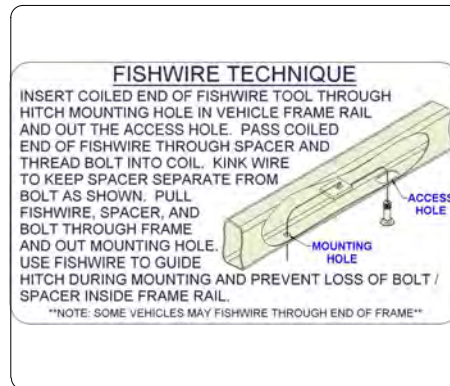 FISHWIRE TECHNIQUE
INSERT COILED END OF FISHWIRE TOOL THROUGH
HITCH MOUNTING HOLE IN VEHICLE FRAME RAIL
AND OUT THE ACCESS HOLE. PASS COILED
END OF FISHWIRE THROUGH SPACER AND
THREAD BOLT INTO COIL. KINK WIRE
TO KEEP SPACER SEPARATE FROM
BOLT AS SHOWN. PULL
FISHWIRE, SPACER, AND
BOLT THROUGH FRAME
AND OUT MOUNTING HOLE.
USE FISHWIRE TO GUIDE
HITCH DURING MOUNTING AND PREVENT LOSS OF BOLT /
SPACER INSIDE FRAME RAIL.
**NOTE: SOME VEHICLES MAY FISHWIRE THROUGH END OF FRAME**
ACCESS
HOLE
MOUNTING
HOLE